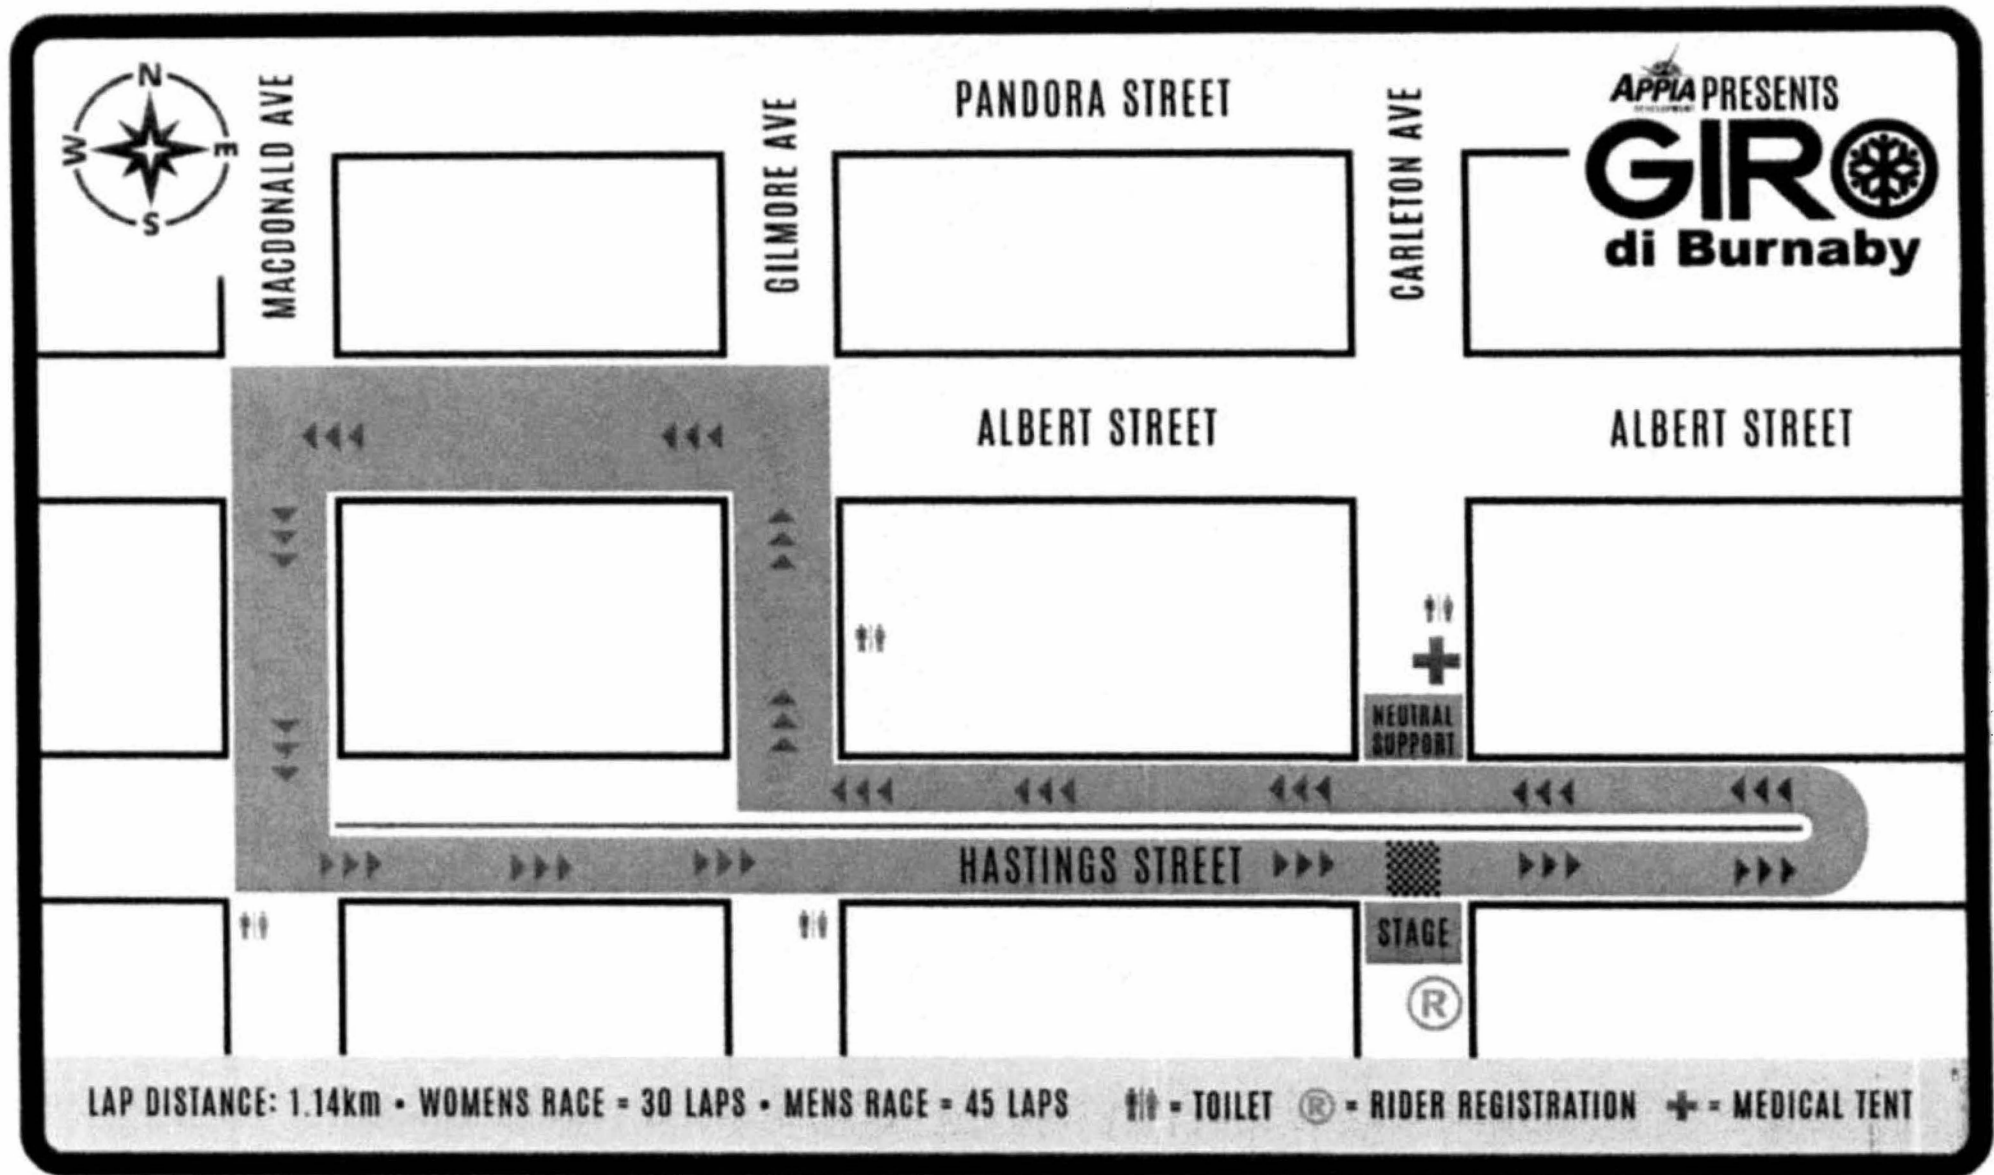 N
W
E
S
MACDONALD AVE
GILMORE AVE
PANDORA STREET
CARLETON AVE
APPIA PRESENTS
GIRO
di Burnaby
ALBERT STREET
ALBERT STREET
NEUTRAL
SUPPORT
HASTINGS STREET
STAGE
R
LAP DISTANCE: 1.14km • WOMENS RACE = 30 LAPS • MENS RACE = 45 LAPS = TOILET ® = RIDER REGISTRATION = MEDICAL TENT